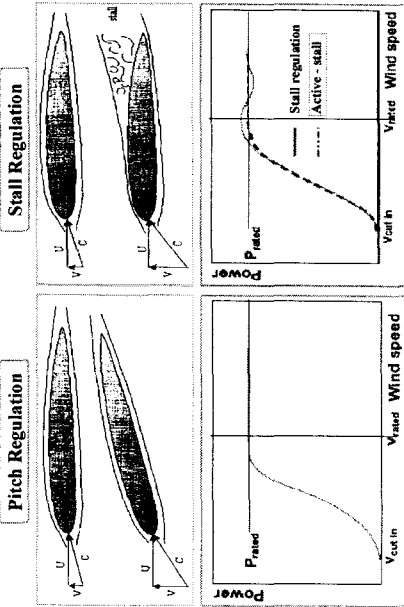 Pitch Regulation
U
V
C
U
V
C
Power
Prated
Vcut in
Vrated Wind speed
Stall Regulation
U
V
C
stall
U
V
C
Power
Prated
Stall regulation
Active - stall
Vcut in
Vrated Wind speed